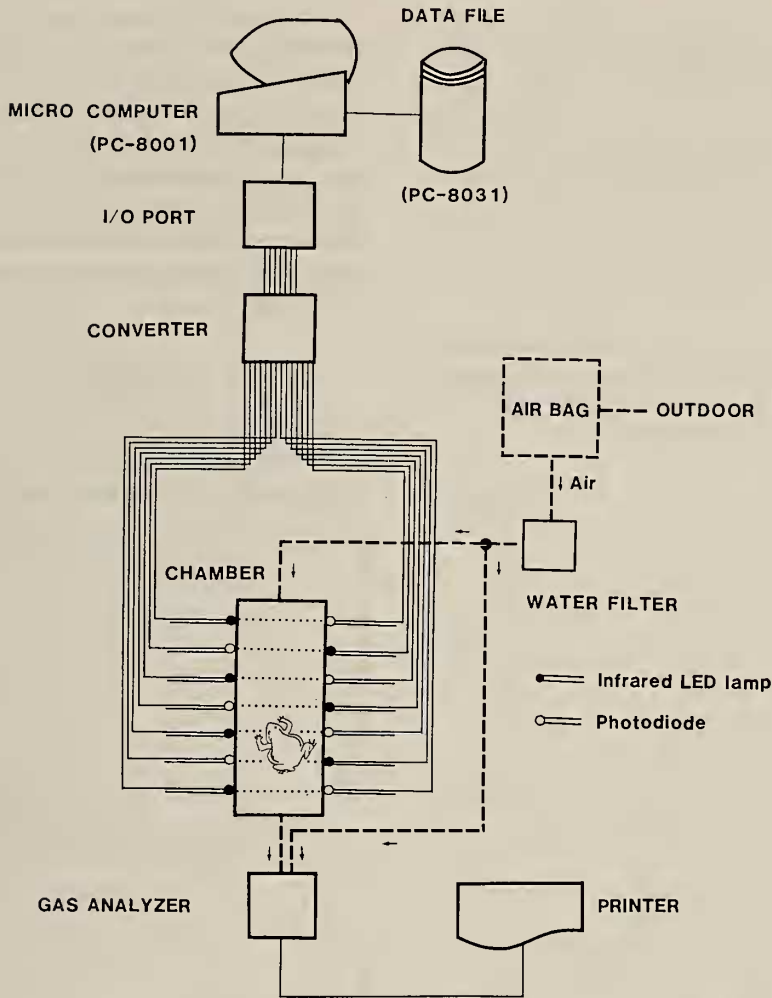 DATA FILE
MICRO COMPUTER
(PC-8001)
(PC-8031)
I/O PORT
CONVERTER
AIR BAG
OUTDOOR
Air
CHAMBER
WATER FILTER
Infrared LED lamp
Photodiode
GAS ANALYZER
PRINTER